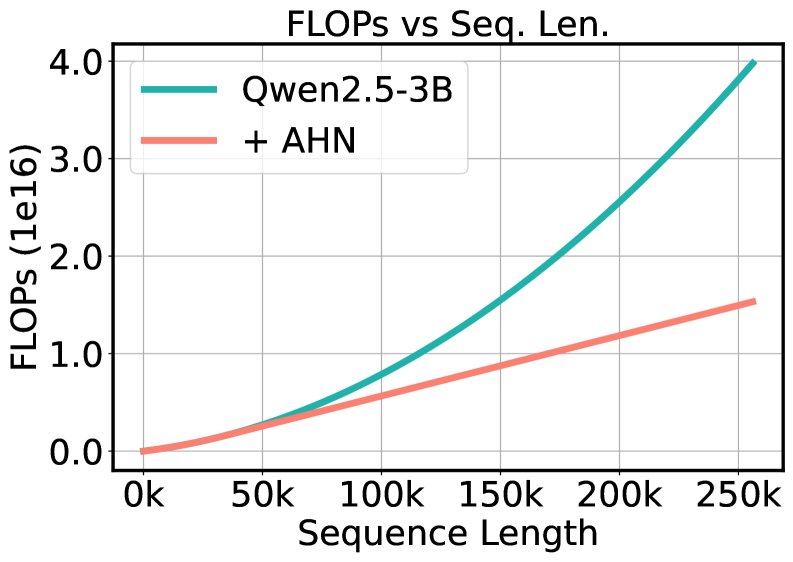 FLOPs vs Seq. Len.
Qwen2.5-3B
+ AHN
FLOPs (1e16)
4.0
3.0
2.0
1.0
0.0
0k 50k 100k 150k 200k 250k
Sequence Length